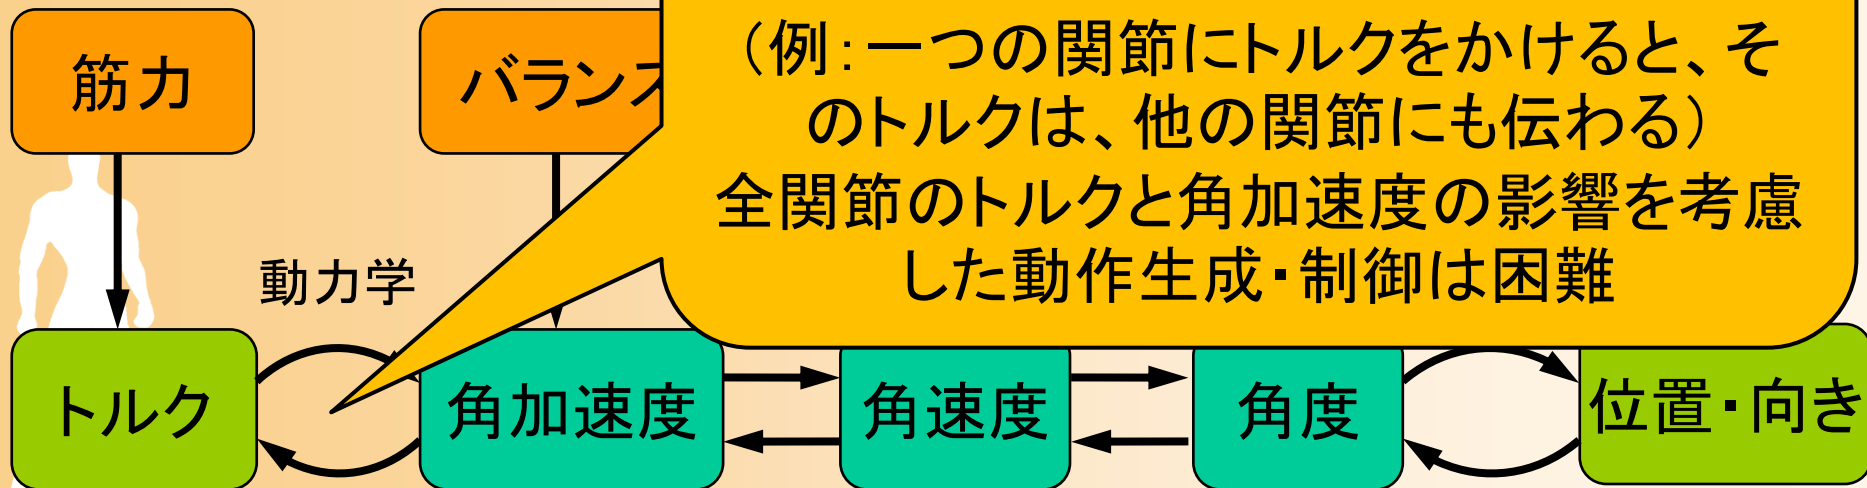 筋力
バランス
（例：一つの関節にトルクをかけると、そ
のトルクは、他の関節にも伝わる）
全関節のトルクと角加速度の影響を考慮
した動作生成・制御は困難
動力学
トルク
角加速度
角速度
角度
位置・向き